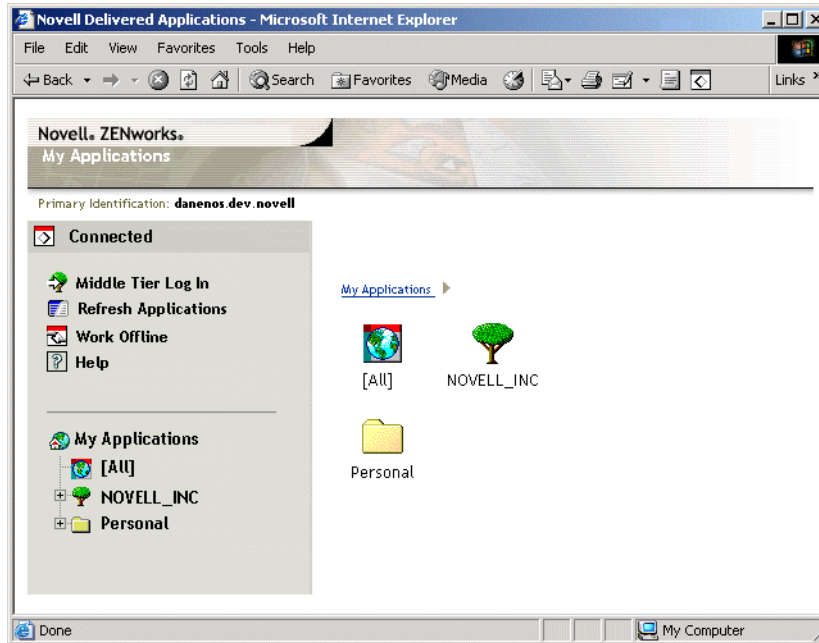 Novell Delivered Applications - Microsoft Internet Explorer
File Edit View Favorites Tools Help
Back Search Favorites Media Links
Novell. ZENworks.
My Applications
Primary Identification: danenos.dev.novell
Connected
Middle Tier Log In
Refresh Applications
Work Offline
Help
My Applications
[All]
NOVELL_INC
Personal
My Applications
[All] NOVELL_INC
Personal
Done My Computer